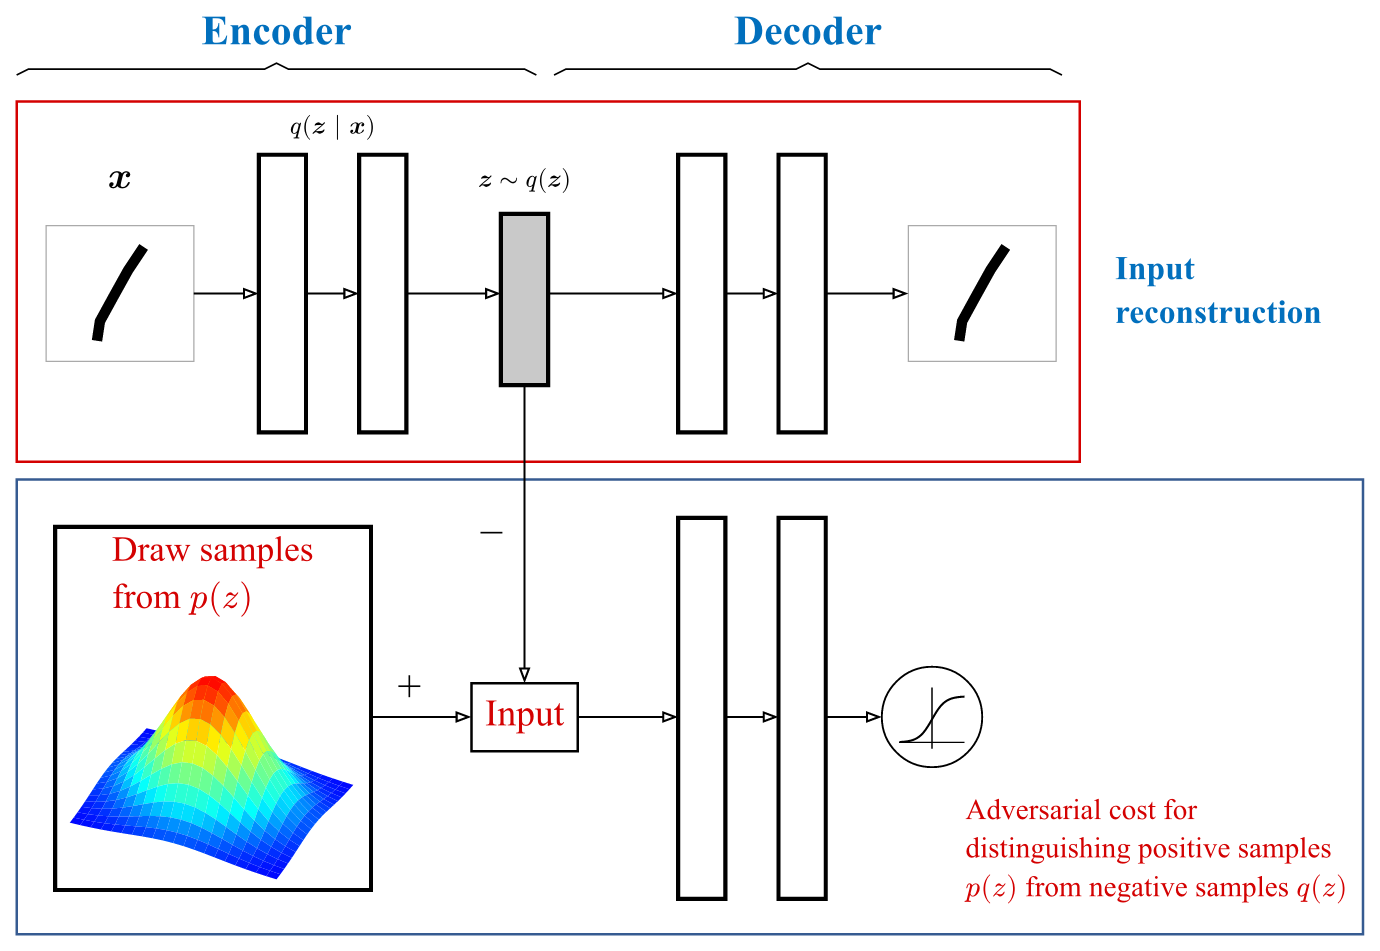 Encoder
Decoder
q(z | x)
x
z ∼ q(z)
Input
reconstruction
−
Draw samples
from p(z)
+
Input
Adversarial cost for
distinguishing positive samples
p(z) from negative samples q(z)